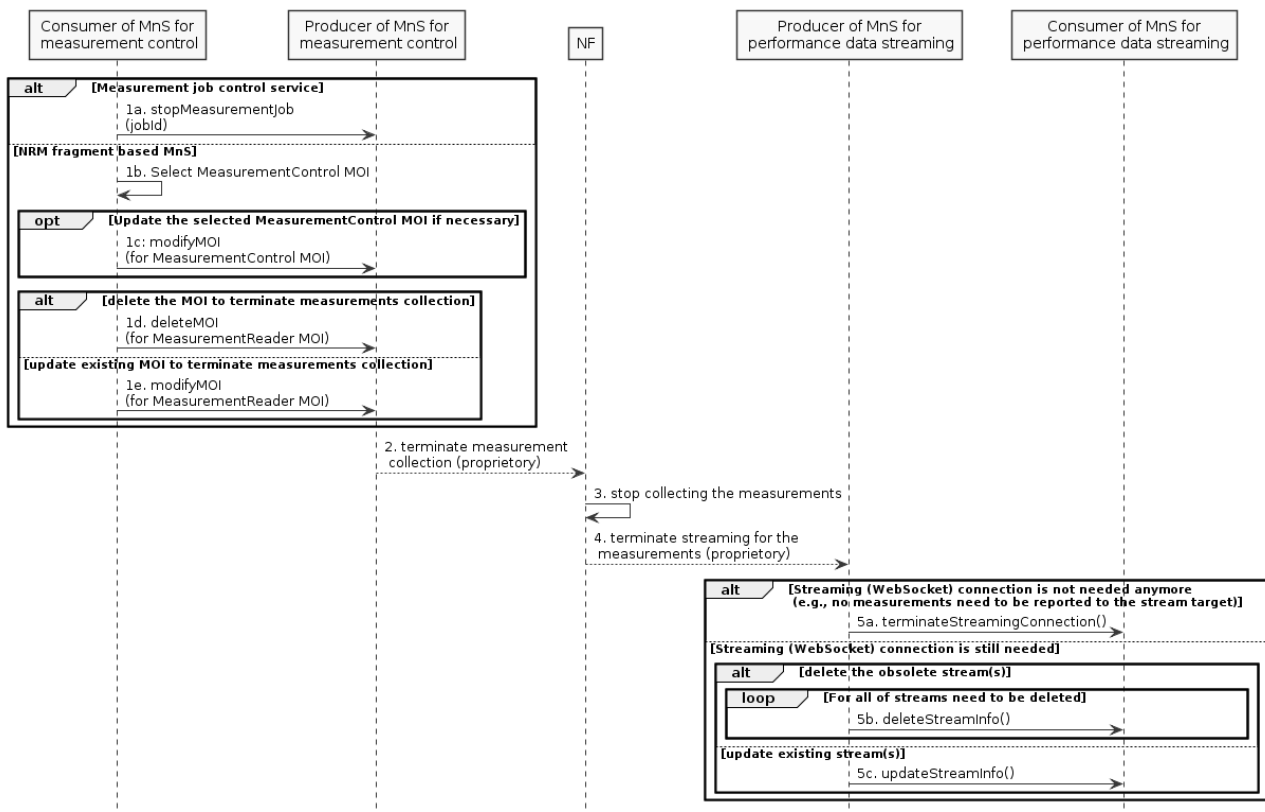 Consumer of MnS for
measurement control
Producer of MnS for
measurement control
NF
Producer of MnS for
performance data streaming
Consumer of MnS for
performance data streaming
alt [Measurement job control service]
1a. stopMeasurementJob
(jobId)
[NRM fragment based MnS]
1b. Select MeasurementControl MOI
opt [Update the selected MeasurementControl MOI if necessary]
1c: modifyMOI
(for MeasurementControl MOI)
alt [delete the MOI to terminate measurements collection]
1d. deleteMOI
(for MeasurementReader MOI)
[update existing MOI to terminate measurements collection]
1e. modifyMOI
(for MeasurementReader MOI)
2. terminate measurement
collection (proprietory)
3. stop collecting the measurements
4. terminate streaming for the
measurements (proprietory)
alt [Streaming (WebSocket) connection is not needed anymore
(e.g., no measurements need to be reported to the stream target)]
5a. terminateStreamingConnection()
[Streaming (WebSocket) connection is still needed]
alt [delete the obsolete stream(s)]
loop [For all of streams need to be deleted]
5b. deleteStreamInfo()
[update existing stream(s)]
5c. updateStreamInfo()